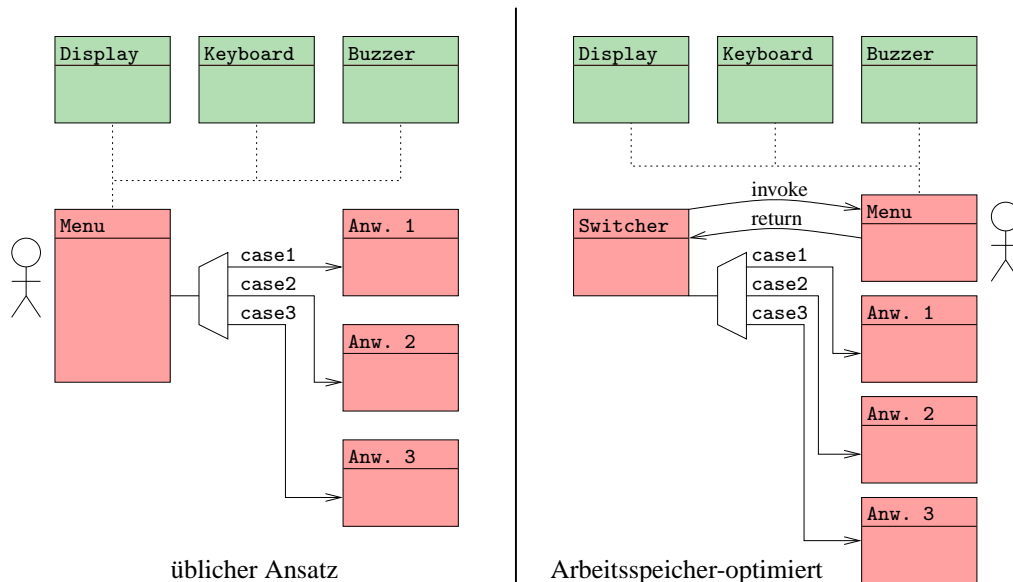 Display
Keyboard
Buzzer
Menu
Anw. 1
case1
case2
case3
Anw. 2
Anw. 3
üblicher Ansatz
Display
Keyboard
Buzzer
invoke
Switcher
return
Menu
case1
case2
case3
Anw. 1
Anw. 2
Anw. 3
Arbeitsspeicher-optimiert